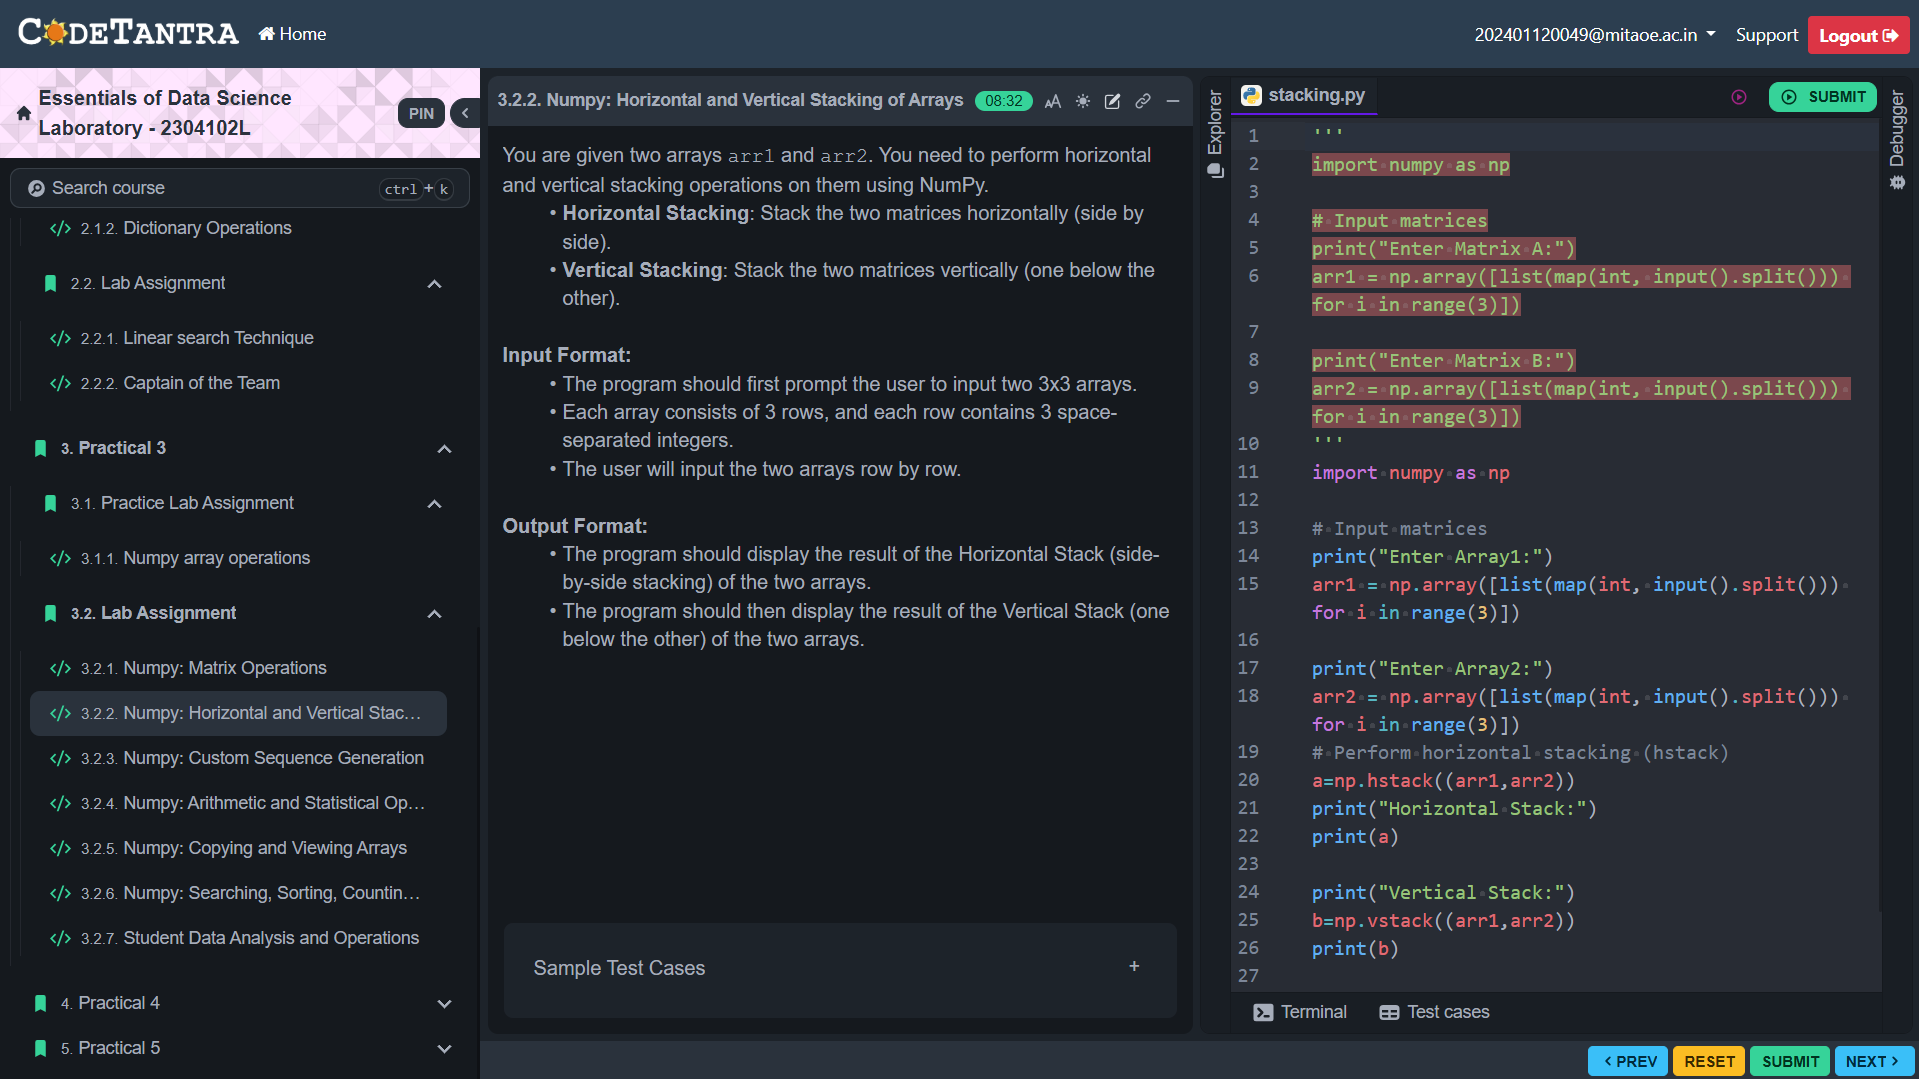 CODETANTRA
Home
202401120049@mitaoe.ac.in
Support
Logout
Essentials of Data Science
Laboratory - 2304102L
PIN
Search course
ctrl + k
2.1.2. Dictionary Operations
2.2. Lab Assignment
2.2.1. Linear search Technique
2.2.2. Captain of the Team
3. Practical 3
3.1. Practice Lab Assignment
3.1.1. Numpy array operations
3.2. Lab Assignment
3.2.1. Numpy: Matrix Operations
3.2.2. Numpy: Horizontal and Vertical Stac...
3.2.3. Numpy: Custom Sequence Generation
3.2.4. Numpy: Arithmetic and Statistical Op...
3.2.5. Numpy: Copying and Viewing Arrays
3.2.6. Numpy: Searching, Sorting, Countin...
3.2.7. Student Data Analysis and Operations
4. Practical 4
5. Practical 5
3.2.2. Numpy: Horizontal and Vertical Stacking of Arrays
08:32
AA
You are given two arrays arr1 and arr2. You need to perform horizontal
and vertical stacking operations on them using NumPy.
• Horizontal Stacking: Stack the two matrices horizontally (side by
side).
• Vertical Stacking: Stack the two matrices vertically (one below the
other).
Input Format:
• The program should first prompt the user to input two 3x3 arrays.
• Each array consists of 3 rows, and each row contains 3 space-
separated integers.
• The user will input the two arrays row by row.
Output Format:
• The program should display the result of the Horizontal Stack (side-
by-side stacking) of the two arrays.
• The program should then display the result of the Vertical Stack (one
below the other) of the two arrays.
Sample Test Cases
+
Explorer
stacking.py
SUBMIT
Debugger
1 '''
2 import numpy as np
3
4 # Input matrices
5 print("Enter Matrix A:")
6 arr1 = np.array([list(map(int, input().split()))
for i in range(3)])
7
8 print("Enter Matrix B:")
9 arr2 = np.array([list(map(int, input().split()))
for i in range(3)])
10 '''
11 import numpy as np
12
13 # Input matrices
14 print("Enter Array1:")
15 arr1 = np.array([list(map(int, input().split()))
for i in range(3)])
16
17 print("Enter Array2:")
18 arr2 = np.array([list(map(int, input().split()))
for i in range(3)])
19 # Perform horizontal stacking (hstack)
20 a=np.hstack((arr1,arr2))
21 print("Horizontal Stack:")
22 print(a)
23
24 print("Vertical Stack:")
25 b=np.vstack((arr1,arr2))
26 print(b)
27
Terminal
Test cases
< PREV
RESET
SUBMIT
NEXT >